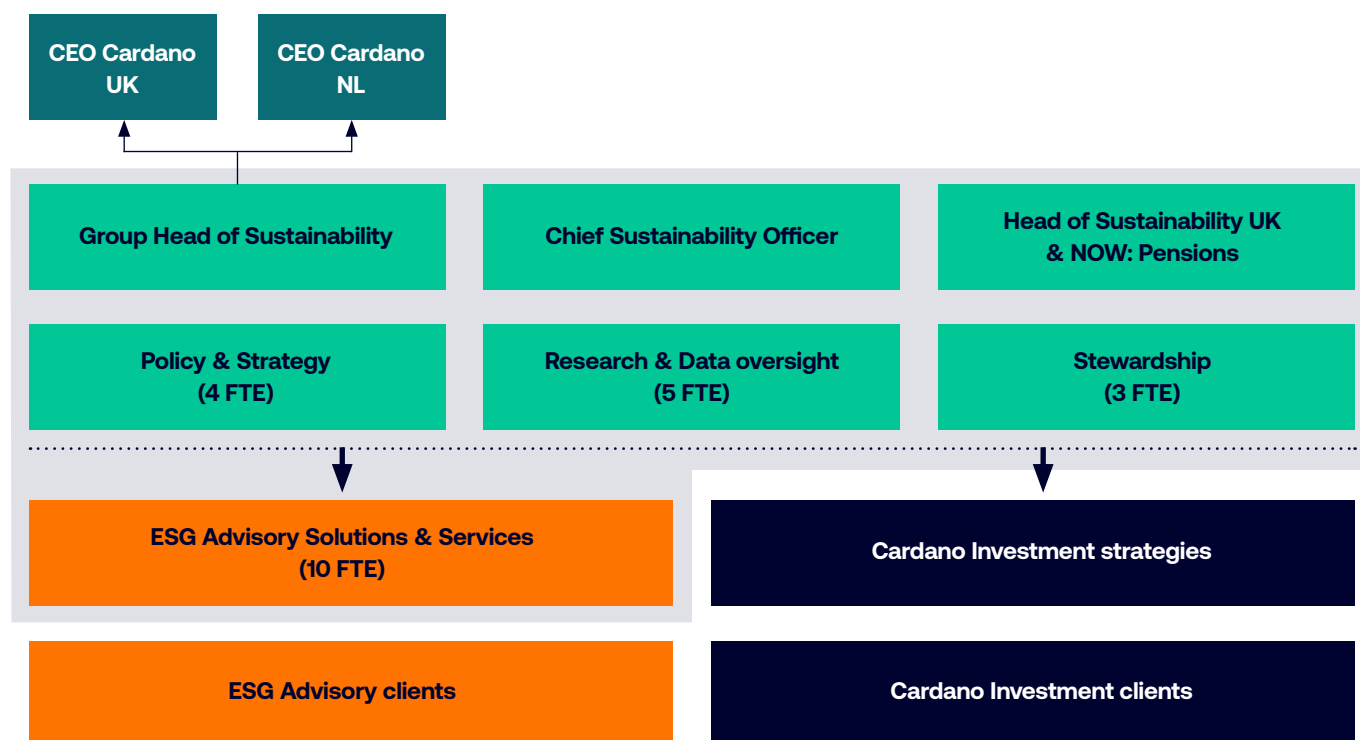 CEO Cardano
UK
CEO Cardano
NL
Group Head of Sustainability
Chief Sustainability Officer
Head of Sustainability UK
& NOW: Pensions
Policy & Strategy
(4 FTE)
Research & Data oversight
(5 FTE)
Stewardship
(3 FTE)
ESG Advisory Solutions & Services
(10 FTE)
Cardano Investment strategies
ESG Advisory clients
Cardano Investment clients